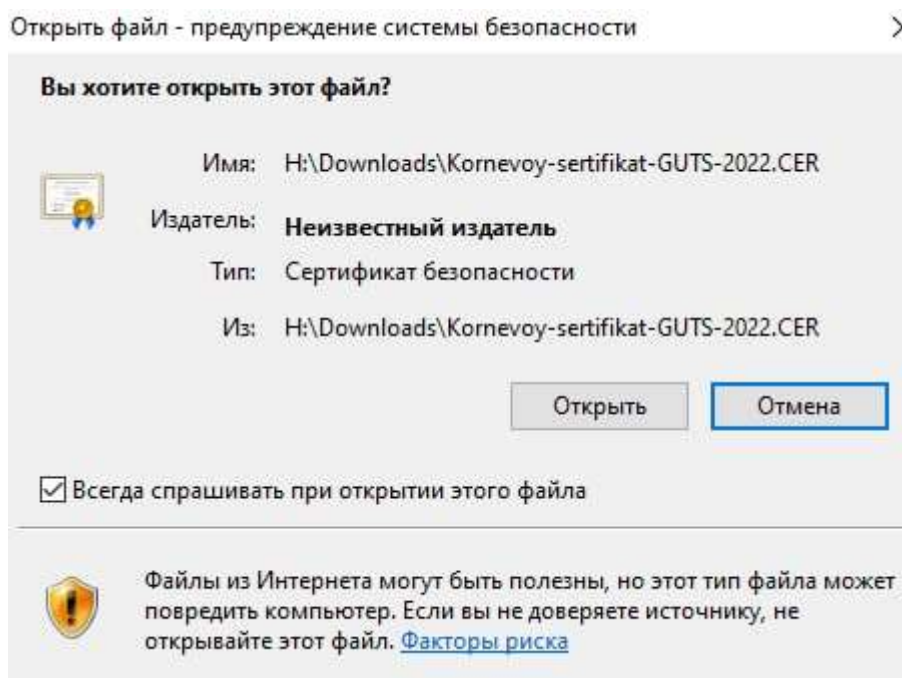 Открыть файл - предупреждение системы безопасности
Вы хотите открыть этот файл?
Имя: H:\Downloads\Kornevoy-sertifikat-GUTS-2022.CER
Издатель: Неизвестный издатель
Тип: Сертификат безопасности
Из: H:\Downloads\Kornevoy-sertifikat-GUTS-2022.CER
Открыть Отмена
Всегда спрашивать при открытии этого файла
Файлы из Интернета могут быть полезны, но этот тип файла может
повредить компьютер. Если вы не доверяете источнику, не
открывайте этот файл. Факторы риска